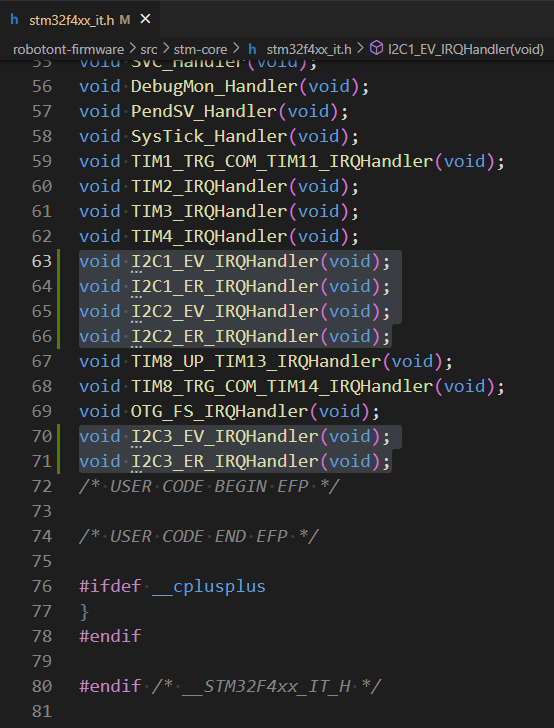 h stm32f4xx_it.h M ×
robotont-firmware > src > stm-core > h stm32f4xx_it.h > I2C1_EV_IRQHandler(void)
55 void SVC_Handler(void);
56 void DebugMon_Handler(void);
57 void PendSV_Handler(void);
58 void SysTick_Handler(void);
59 void TIM1_TRG_COM_TIM11_IRQHandler(void);
60 void TIM2_IRQHandler(void);
61 void TIM3_IRQHandler(void);
62 void TIM4_IRQHandler(void);
63 void I2C1_EV_IRQHandler(void);
64 void I2C1_ER_IRQHandler(void);
65 void I2C2_EV_IRQHandler(void);
66 void I2C2_ER_IRQHandler(void);
67 void TIM8_UP_TIM13_IRQHandler(void);
68 void TIM8_TRG_COM_TIM14_IRQHandler(void);
69 void OTG_FS_IRQHandler(void);
70 void I2C3_EV_IRQHandler(void);
71 void I2C3_ER_IRQHandler(void);
72 /* USER CODE BEGIN EFP */
73
74 /* USER CODE END EFP */
75
76 #ifdef __cplusplus
77 }
78 #endif
79
80 #endif /* __STM32F4xx_IT_H */
81